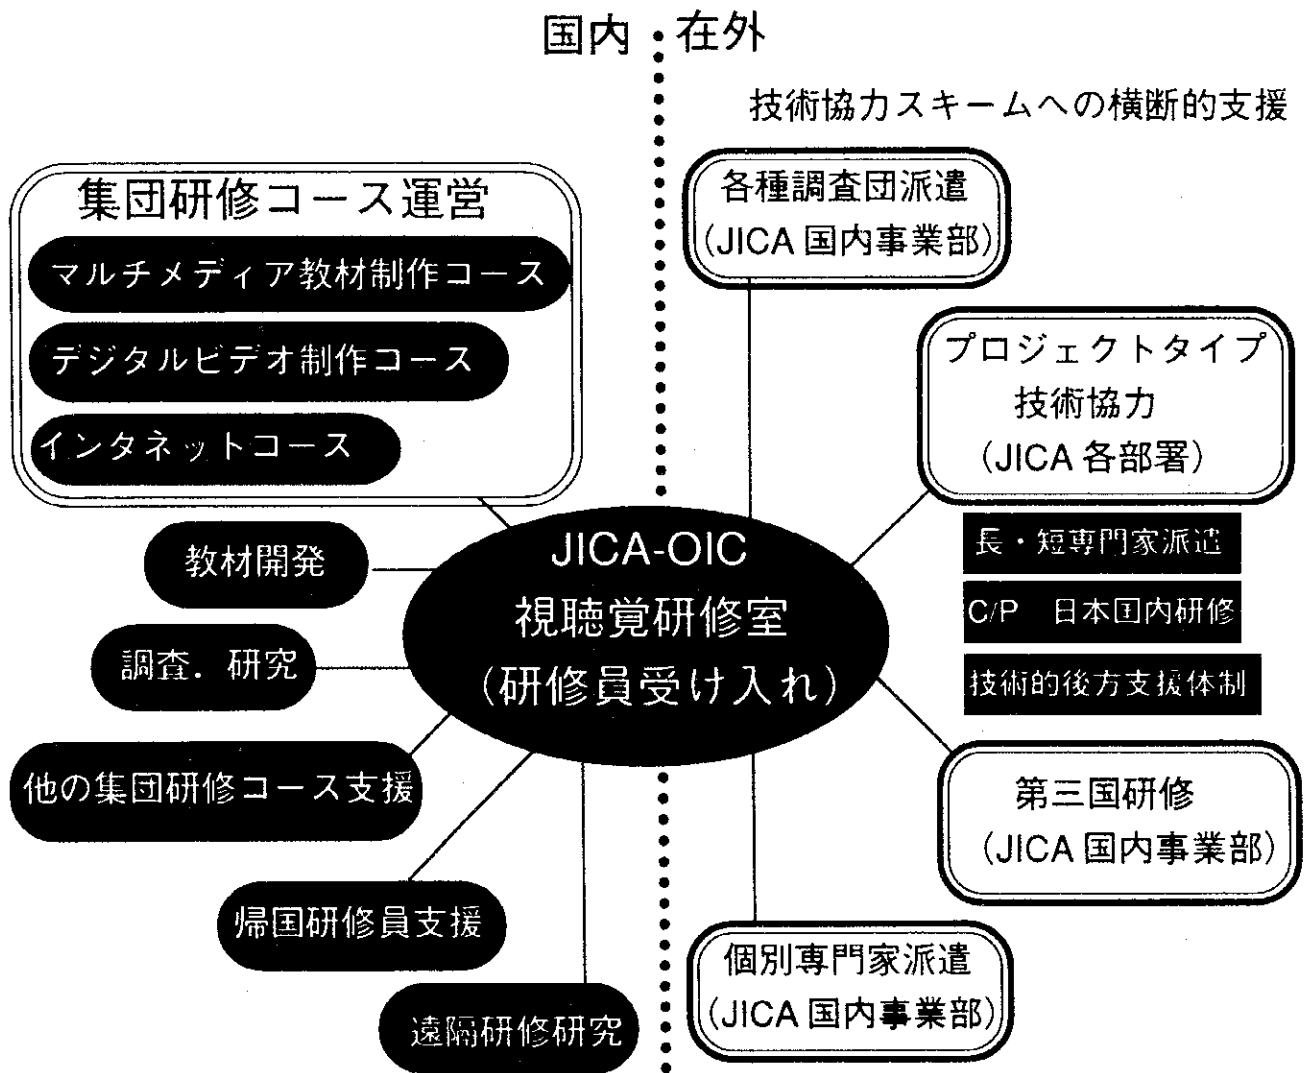 国内
在外
技術協力スキームへの横断的支援
集団研修コース運営
マルチメディア教材制作コース
デジタルビデオ制作コース
インタネットコース
教材開発
調査．研究
他の集団研修コース支援
帰国研修員支援
遠隔研修研究
JICA-OIC
視聴覚研修室
（研修員受け入れ）
各種調査団派遣
（JICA 国内事業部）
プロジェクトタイプ
技術協力
（JICA 各部署）
長・短専門家派遣
C/P　日本国内研修
技術的後方支援体制
第三国研修
（JICA 国内事業部）
個別専門家派遣
（JICA 国内事業部）